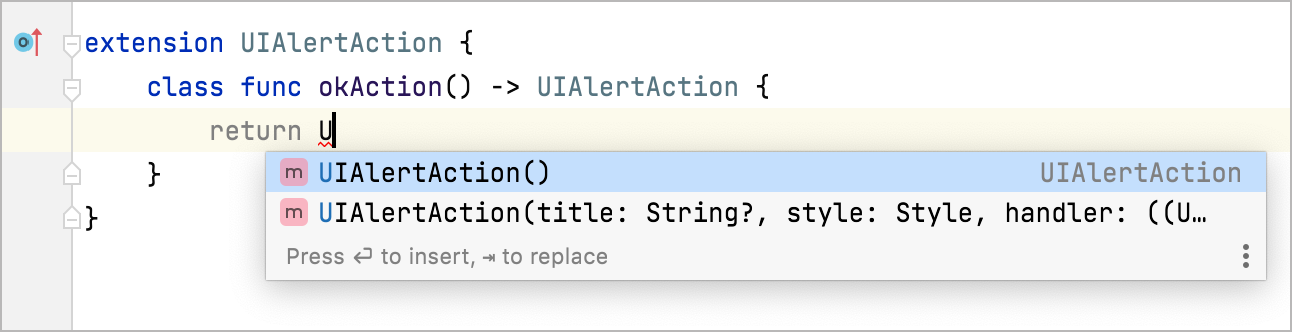 extension UIAlertAction {
class func okAction() -> UIAlertAction {
return U
m UIAlertAction() UIAlertAction
m UIAlertAction(title: String?, style: Style, handler: ((U…
Press ⏎ to insert, ⇥ to replace
}
}